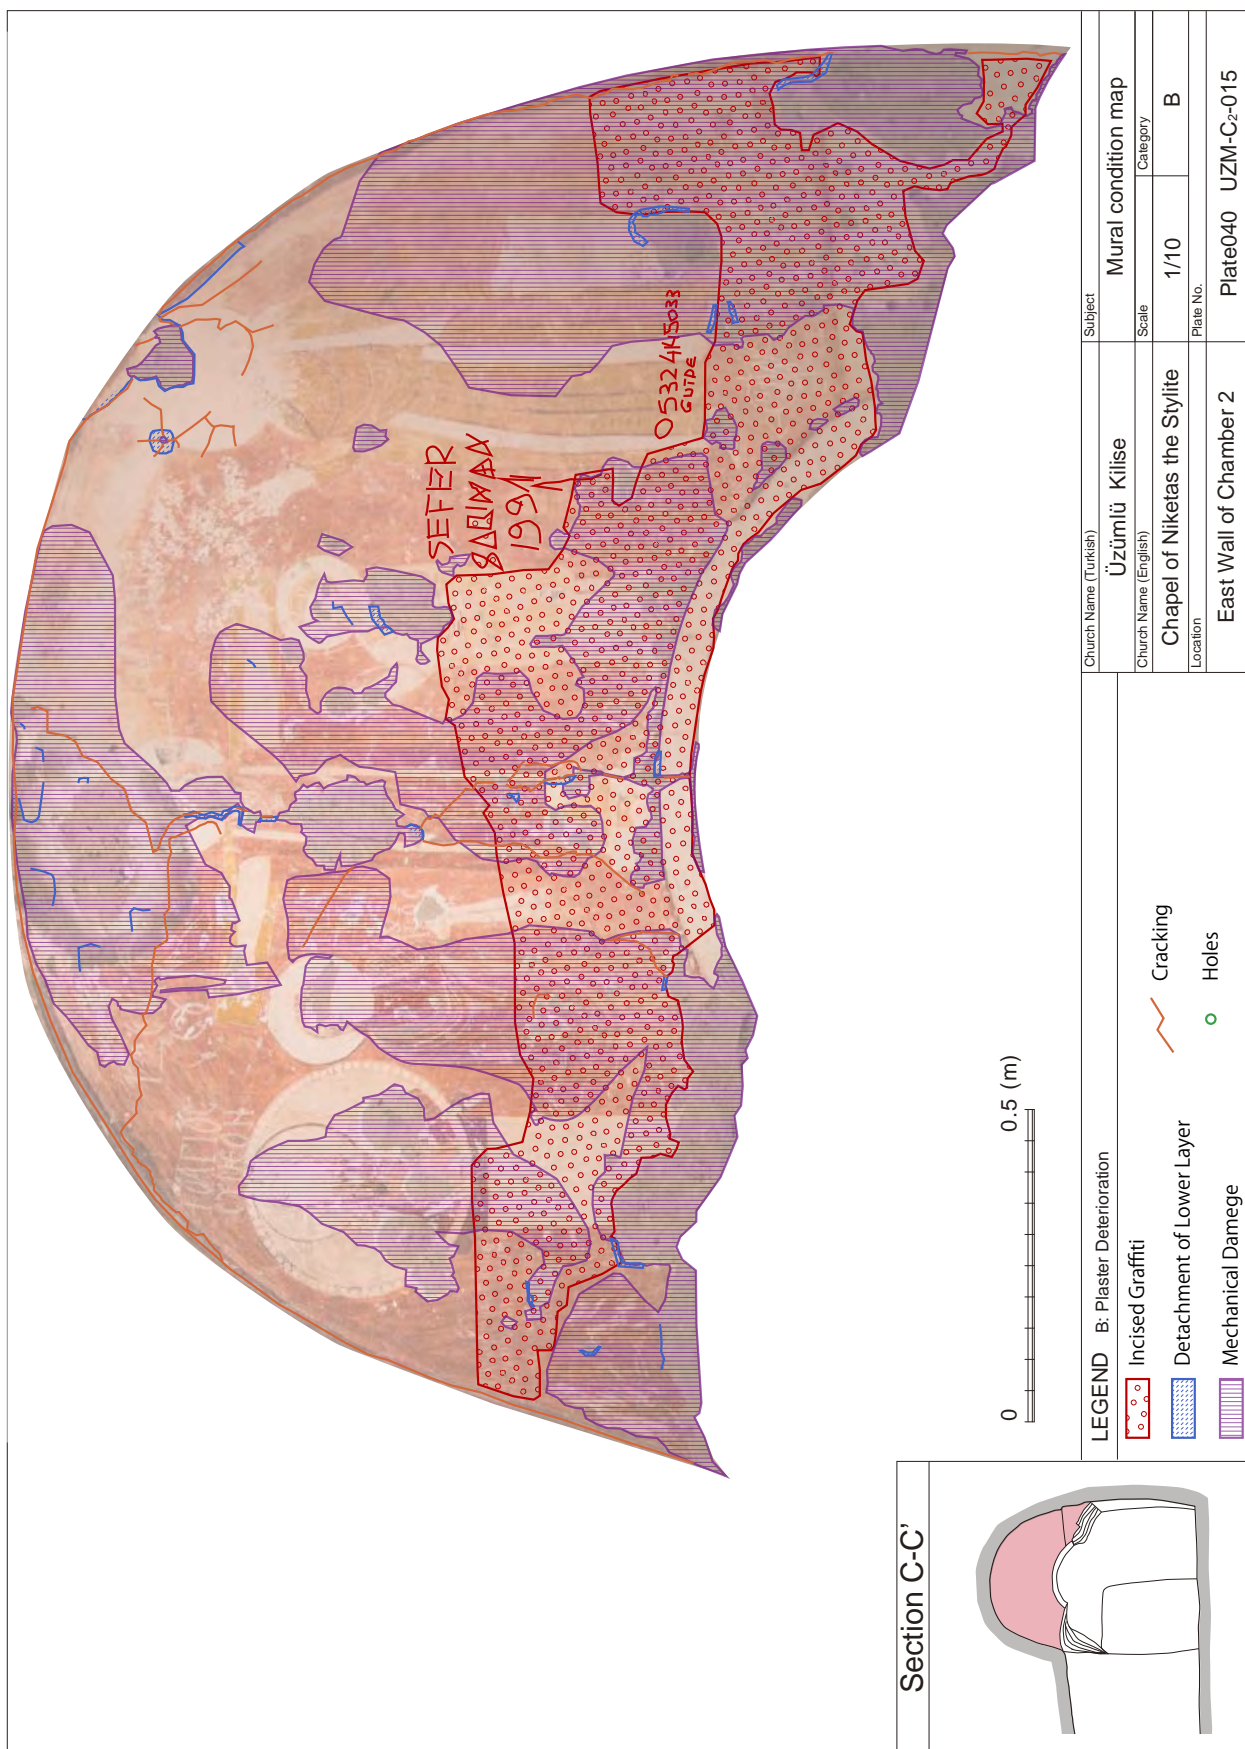 SEFER
1991
05324145033
GUIDE
0
0.5 (m)
Section C-C'
LEGEND B: Plaster Deterioration
Incised Graffiti
Detachment of Lower Layer
Mechanical Damege
Cracking
Holes
Church Name (Turkish)
Üzümlü Kilise
Church Name (English)
Chapel of Niketas the Stylite
Location
East Wall of Chamber 2
Subject
Mural condition map
Scale
1/10
Category
B
Plate No.
Plate040 UZM-C₂-015